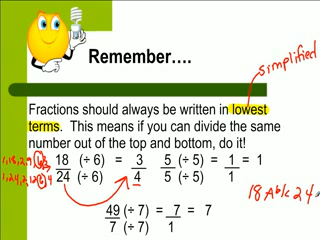 Remember....
simplified
Fractions should always be written in lowest
terms. This means if you can divide the same
number out of the top and bottom, do it!
18 (÷ 6) = 3 5 (÷ 5) = 1 = 1
24 (÷ 6) 4 5 (÷ 5) 1
18 Abk 24
49 (÷ 7) = 7 = 7
7 (÷ 7) 1